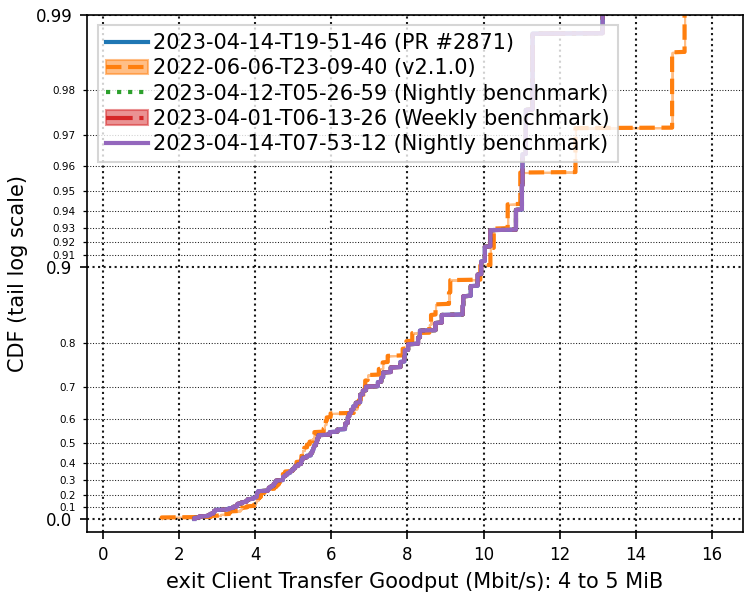 2023-04-14-T19-51-46 (PR #2871)
2022-06-06-T23-09-40 (v2.1.0)
2023-04-12-T05-26-59 (Nightly benchmark)
2023-04-01-T06-13-26 (Weekly benchmark)
2023-04-14-T07-53-12 (Nightly benchmark)
CDF (tail log scale)
0.99
0.98
0.97
0.96
0.95
0.94
0.93
0.92
0.91
0.9
0.8
0.7
0.6
0.5
0.4
0.3
0.2
0.1
0.0
0 2 4 6 8 10 12 14 16
exit Client Transfer Goodput (Mbit/s): 4 to 5 MiB